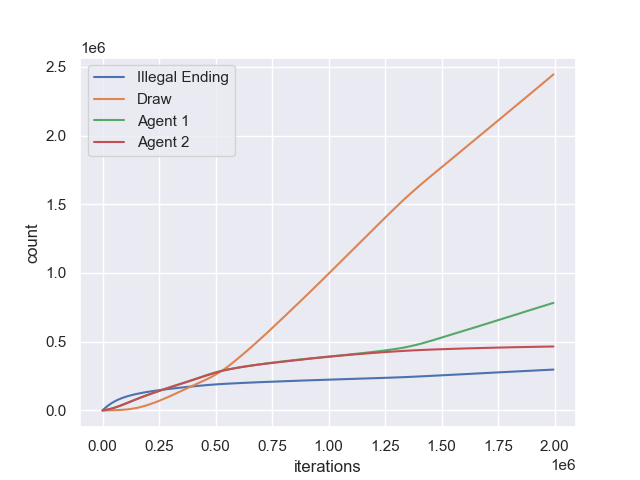 1e6
2.5
2.0
1.5
1.0
0.5
0.0
count
Illegal Ending
Draw
Agent 1
Agent 2
0.00 0.25 0.50 0.75 1.00 1.25 1.50 1.75 2.00
iterations
1e6